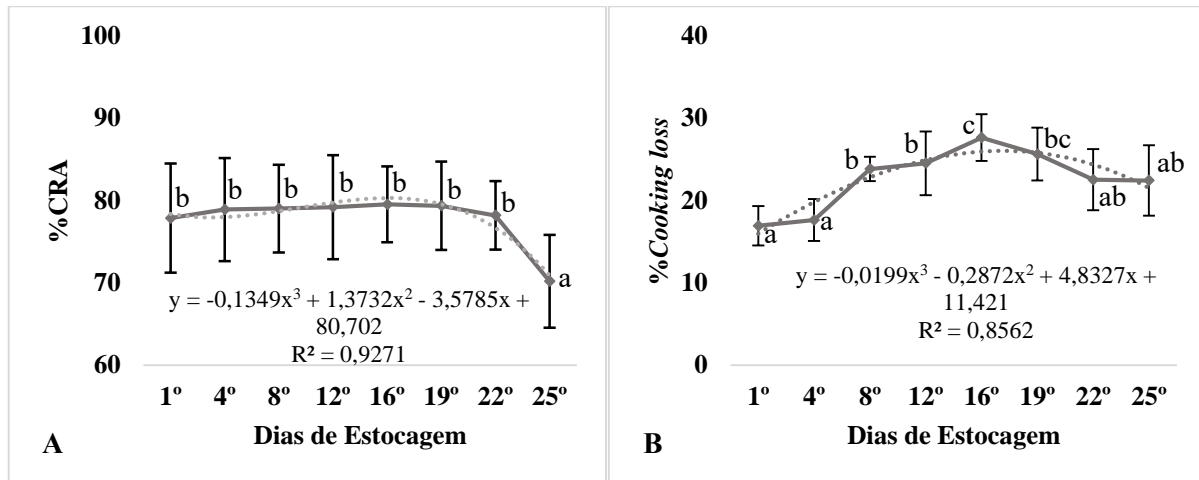 100
90
80
70
60
%CRA
b
b
b
b
b
b
b
a
y = -0,1349x³ + 1,3732x² - 3,5785x +
80,702
R² = 0,9271
1º 4º 8º 12º 16º 19º 22º 25º
Dias de Estocagem
A
40
30
20
10
0
%Cooking loss
a
a
b
b
c
bc
ab
ab
y = -0,0199x³ - 0,2872x² + 4,8327x +
11,421
R² = 0,8562
1º 4º 8º 12º 16º 19º 22º 25º
Dias de Estocagem
B